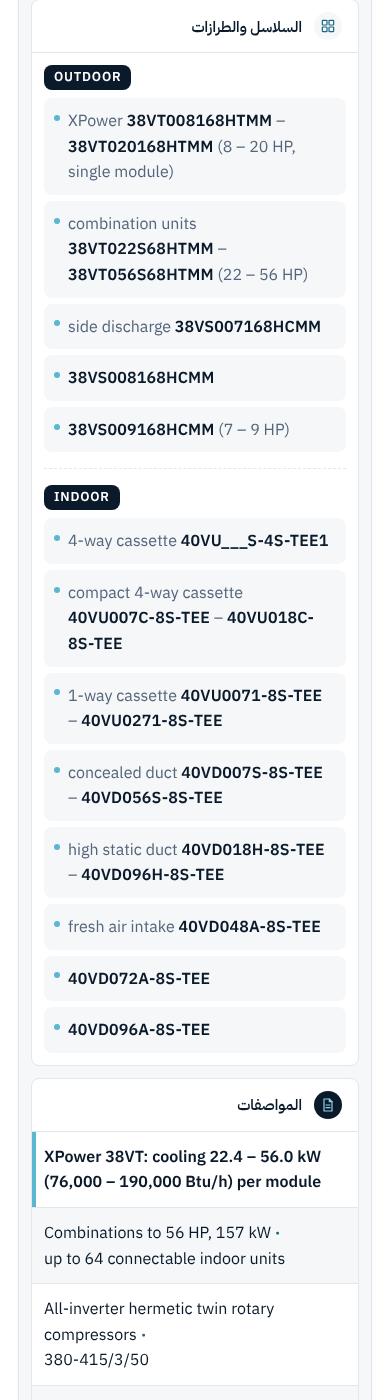 السلاسل والطرازات
OUTDOOR
XPower 38VT008168HTMM –
38VT020168HTMM (8 – 20 HP,
single module)
combination units
38VT022S68HTMM –
38VT056S68HTMM (22 – 56 HP)
side discharge 38VS007168HCMM
38VS008168HCMM
38VS009168HCMM (7 – 9 HP)
INDOOR
4-way cassette 40VU___S-4S-TEE1
compact 4-way cassette
40VU007C-8S-TEE – 40VU018C-
8S-TEE
1-way cassette 40VU0071-8S-TEE
– 40VU0271-8S-TEE
concealed duct 40VD007S-8S-TEE
– 40VD056S-8S-TEE
high static duct 40VD018H-8S-TEE
– 40VD096H-8S-TEE
fresh air intake 40VD048A-8S-TEE
40VD072A-8S-TEE
40VD096A-8S-TEE
المواصفات
XPower 38VT: cooling 22.4 – 56.0 kW
(76,000 – 190,000 Btu/h) per module
Combinations to 56 HP, 157 kW •
up to 64 connectable indoor units
All-inverter hermetic twin rotary
compressors •
380-415/3/50